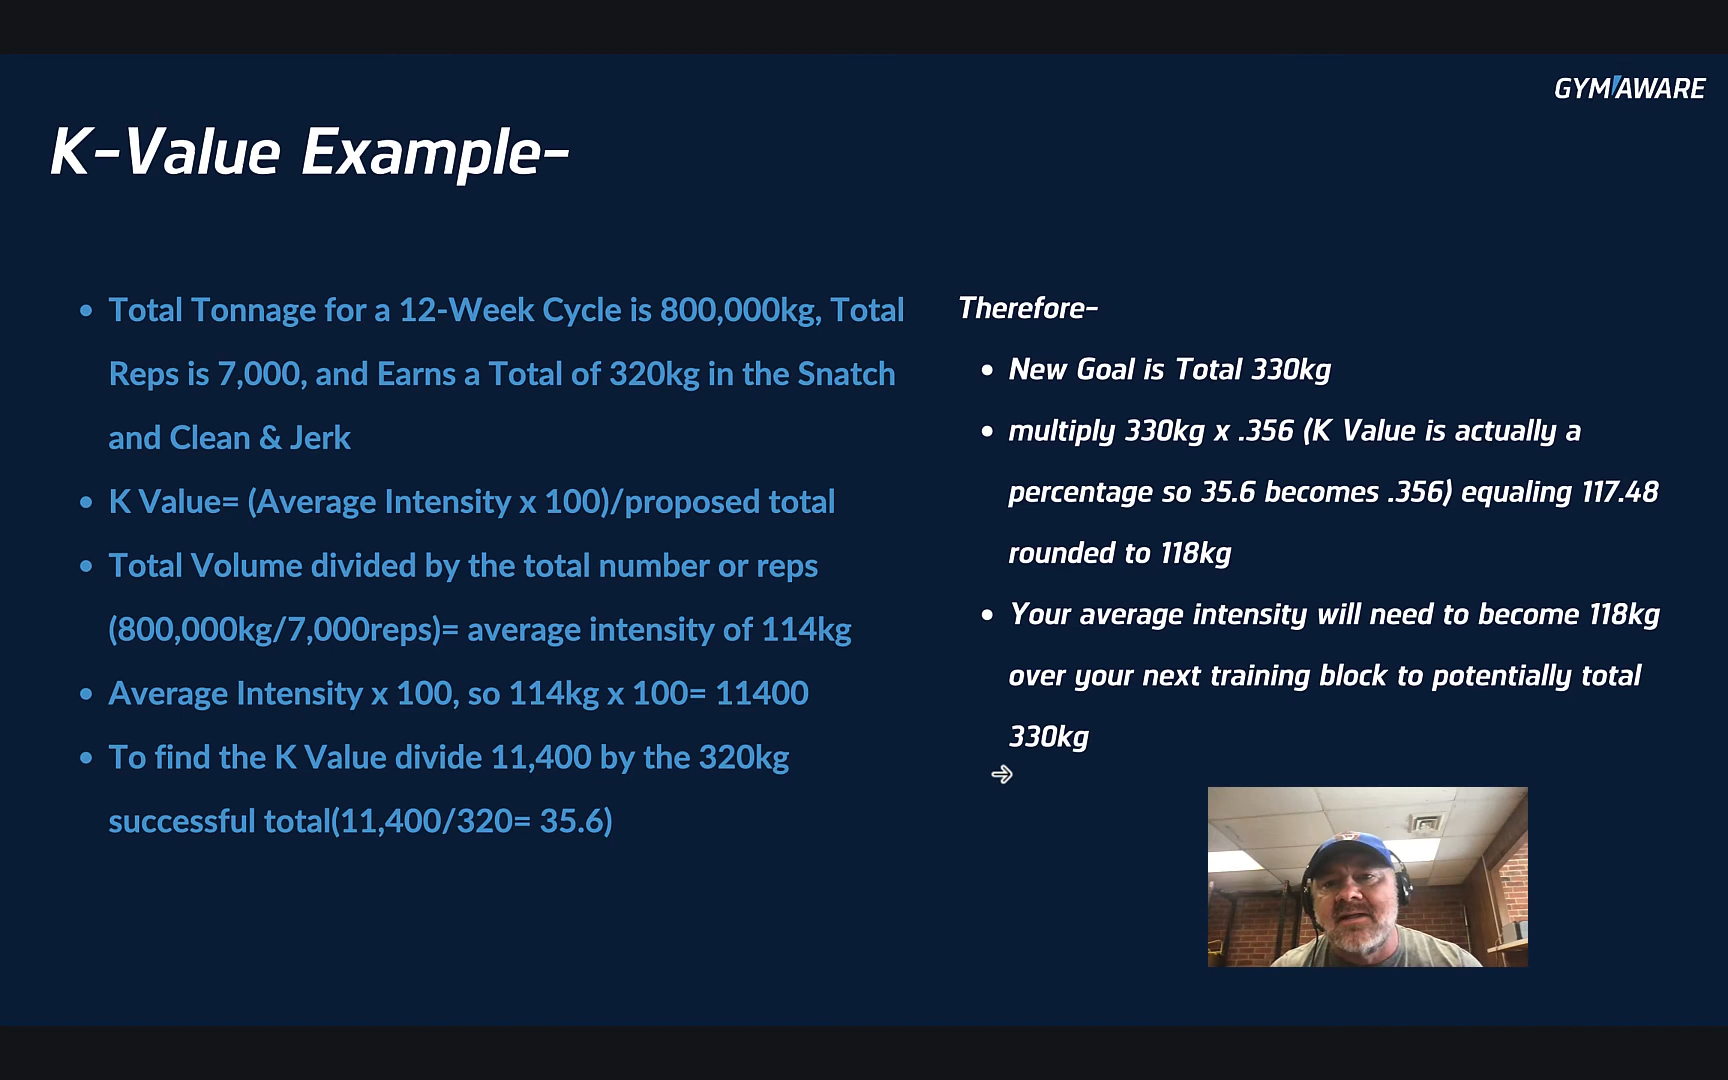 GYMAWARE
K-Value Example-
• Total Tonnage for a 12-Week Cycle is 800,000kg, Total
Reps is 7,000, and Earns a Total of 320kg in the Snatch
and Clean & Jerk
• K Value= (Average Intensity x 100)/proposed total
• Total Volume divided by the total number or reps
(800,000kg/7,000reps)= average intensity of 114kg
• Average Intensity x 100, so 114kg x 100= 11400
• To find the K Value divide 11,400 by the 320kg
successful total(11,400/320= 35.6)
Therefore-
• New Goal is Total 330kg
• multiply 330kg x .356 (K Value is actually a
percentage so 35.6 becomes .356) equaling 117.48
rounded to 118kg
• Your average intensity will need to become 118kg
over your next training block to potentially total
330kg